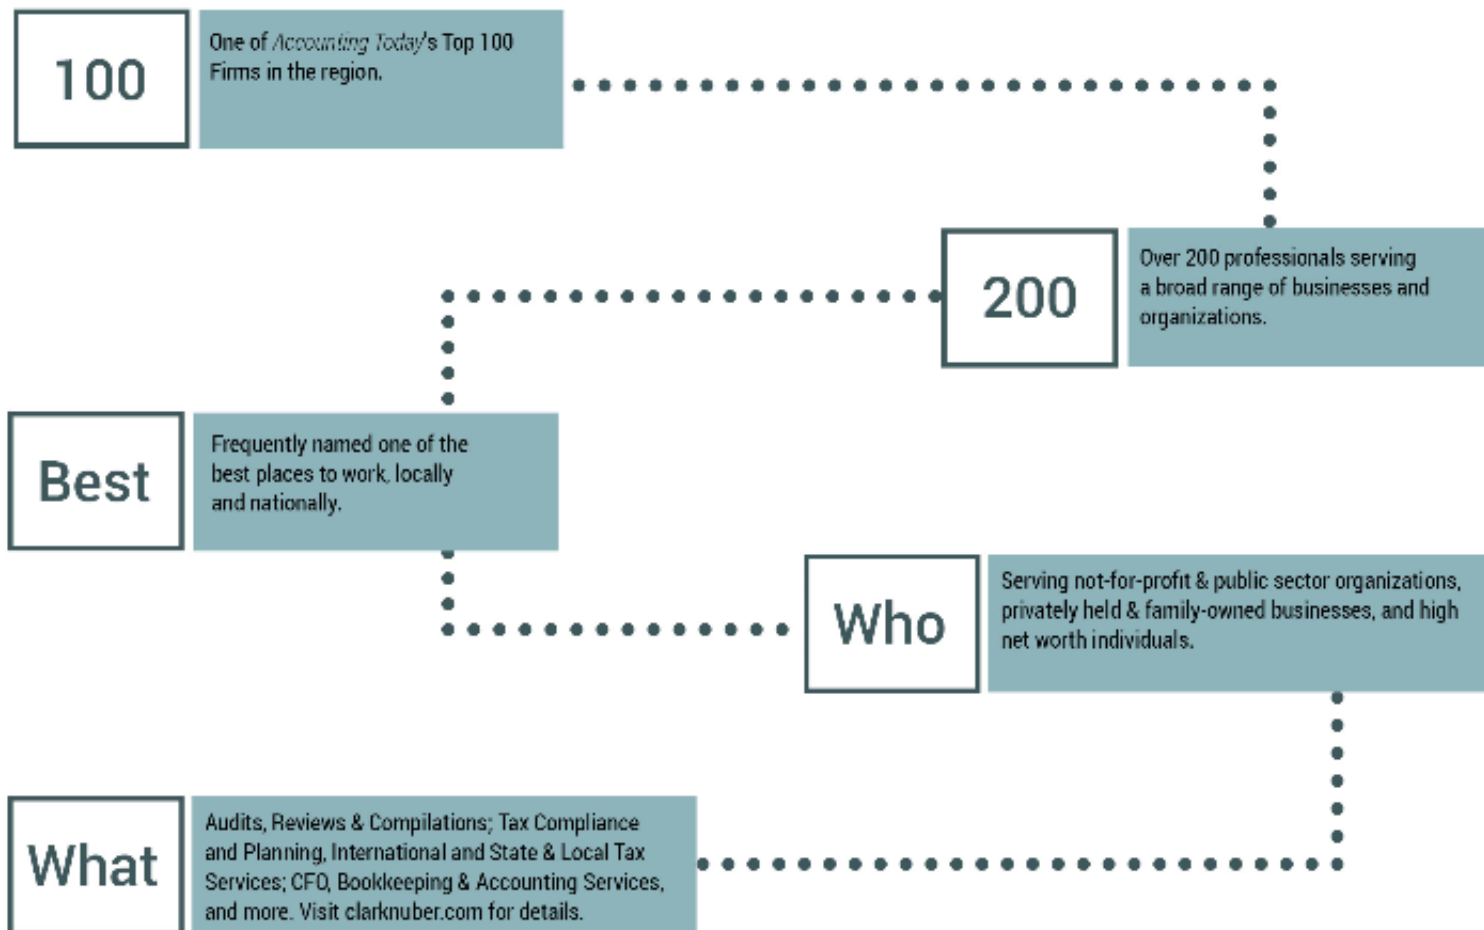 100
One of Accounting Today's Top 100
Firms in the region.
200
Over 200 professionals serving
a broad range of businesses and
organizations.
Best
Frequently named one of the
best places to work, locally
and nationally.
Who
Serving not-for-profit & public sector organizations,
privately held & family-owned businesses, and high
net worth individuals.
What
Audits, Reviews & Compilations; Tax Compliance
and Planning, International and State & Local Tax
Services; CFO, Bookkeeping & Accounting Services,
and more. Visit clarknuber.com for details.